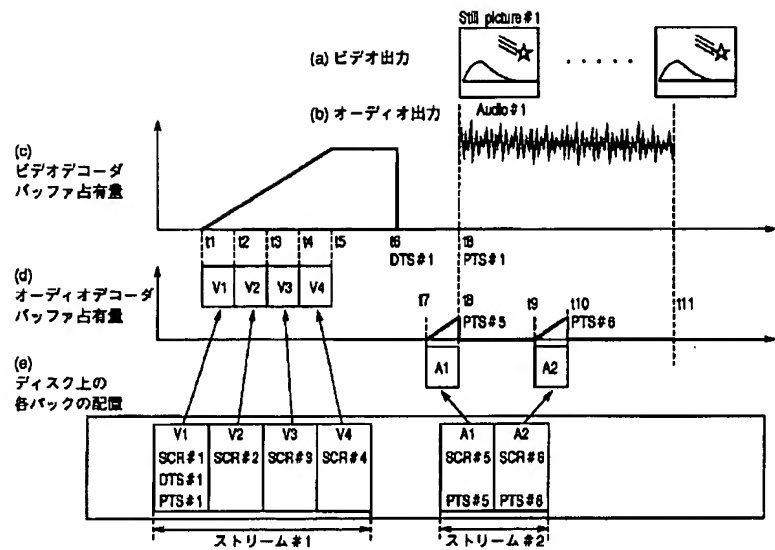 Still picture#1
(a) ビデオ出力
(b) オーディオ出力
Audio#1
(c)
ビデオデコーダ
バッファ占有量
t1 t2 t3 t4 t5 t6 t8
DTS#1 PTS#1
V1 V2 V3 V4
(d)
オーディオデコーダ
バッファ占有量
t7 t8 t9 t10 t11
PTS#5 PTS#6
A1 A2
(e)
ディスク上の
各パックの配置
V1 V2 V3 V4 A1 A2
SCR#1 SCR#2 SCR#3 SCR#4 SCR#5 SCR#6
DTS#1
PTS#1 PTS#5 PTS#6
ストリーム#1 ストリーム#2